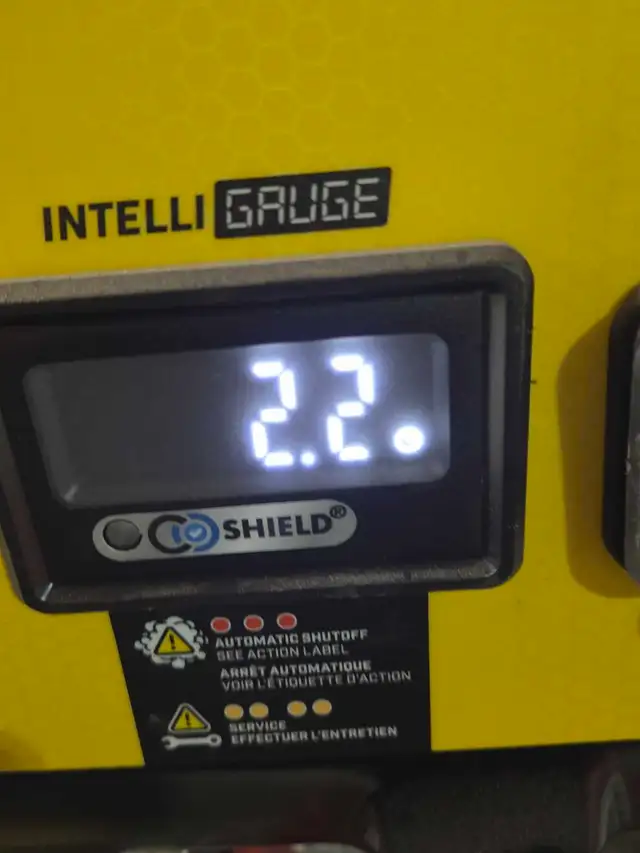 INTELLI GAUGE
2.2
CO SHIELD®
AUTOMATIC SHUTOFF
SEE ACTION LABEL
ARRÊT AUTOMATIQUE
VOIR L'ÉTIQUETTE D'ACTION
SERVICE
EFFECTUER L'ENTRETIEN